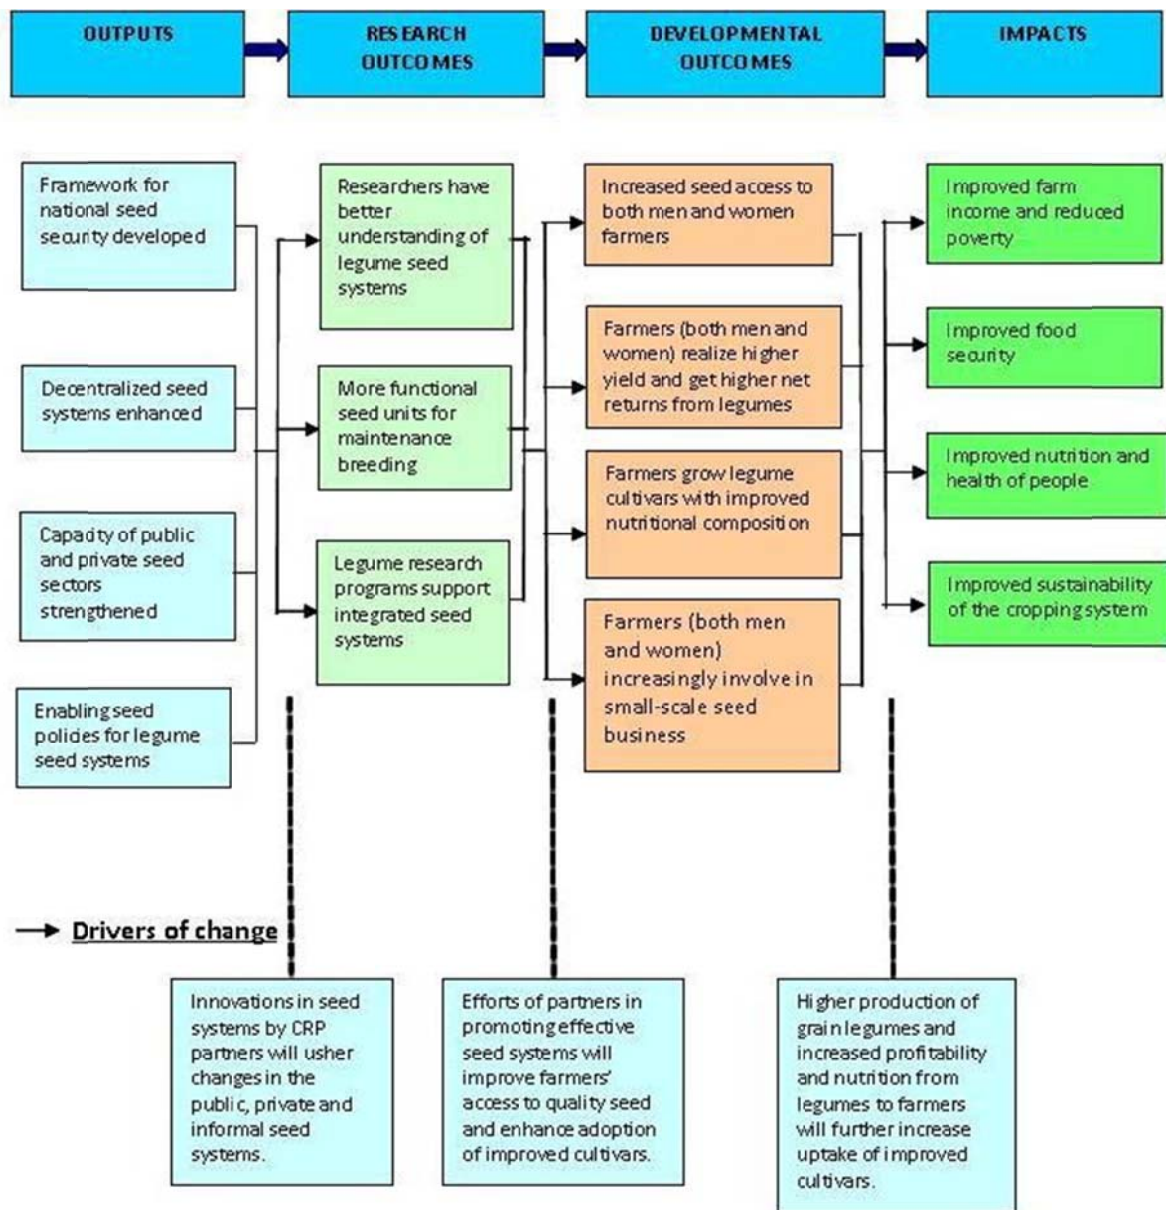 OUTPUTS
RESEARCH
OUTCOMES
DEVELOPMENTAL
OUTCOMES
IMPACTS
Framework for
national seed
security developed
Decentralized seed
systems enhanced
Capacity of public
and private seed
sectors
strengthened
Enabling seed
policies for legume
seed systems
Researchers have
better
understanding of
legume seed
systems
More functional
seed units for
maintenance
breeding
Legume research
programs support
integrated seed
systems
Increased seed access to
both men and women
farmers
Farmers (both men and
women) realize higher
yield and get higher net
returns from legumes
Farmers grow legume
cultivars with improved
nutritional composition
Farmers (both men
and women)
increasingly involve in
small-scale seed
business
Improved farm
income and reduced
poverty
Improved food
security
Improved nutrition and
health of people
Improved sustainability
of the cropping system
Drivers of change
Innovations in seed
systems by CRP
partners will usher
changes in the
public, private and
informal seed
systems.
Efforts of partners in
promoting effective
seed systems will
improve farmers'
access to quality seed
and enhance adoption
of improved cultivars.
Higher production of
grain legumes and
increased profitability
and nutrition from
legumes to farmers
will further increase
uptake of improved
cultivars.